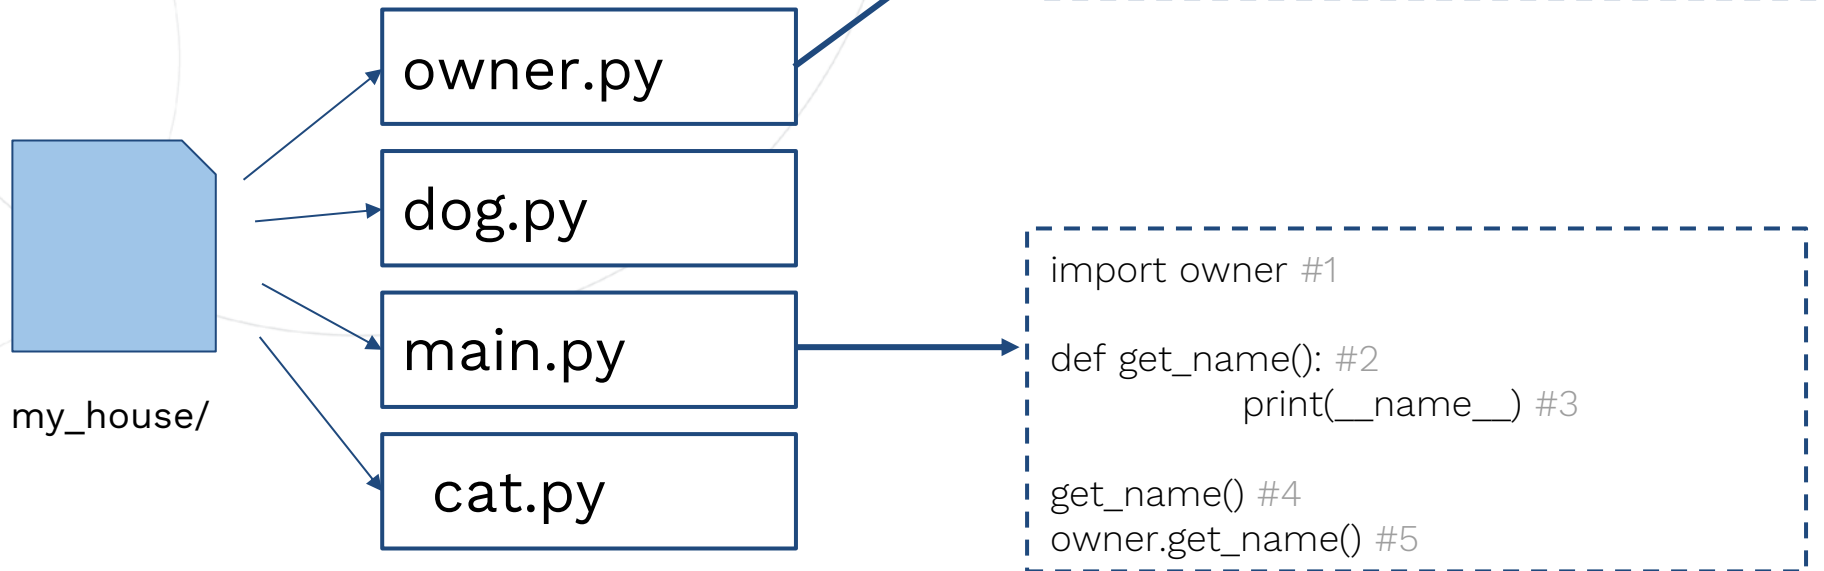 owner.py
dog.py
main.py
cat.py
my_house/
import owner #1
def get_name(): #2
print(__name__) #3
get_name() #4
owner.get_name() #5